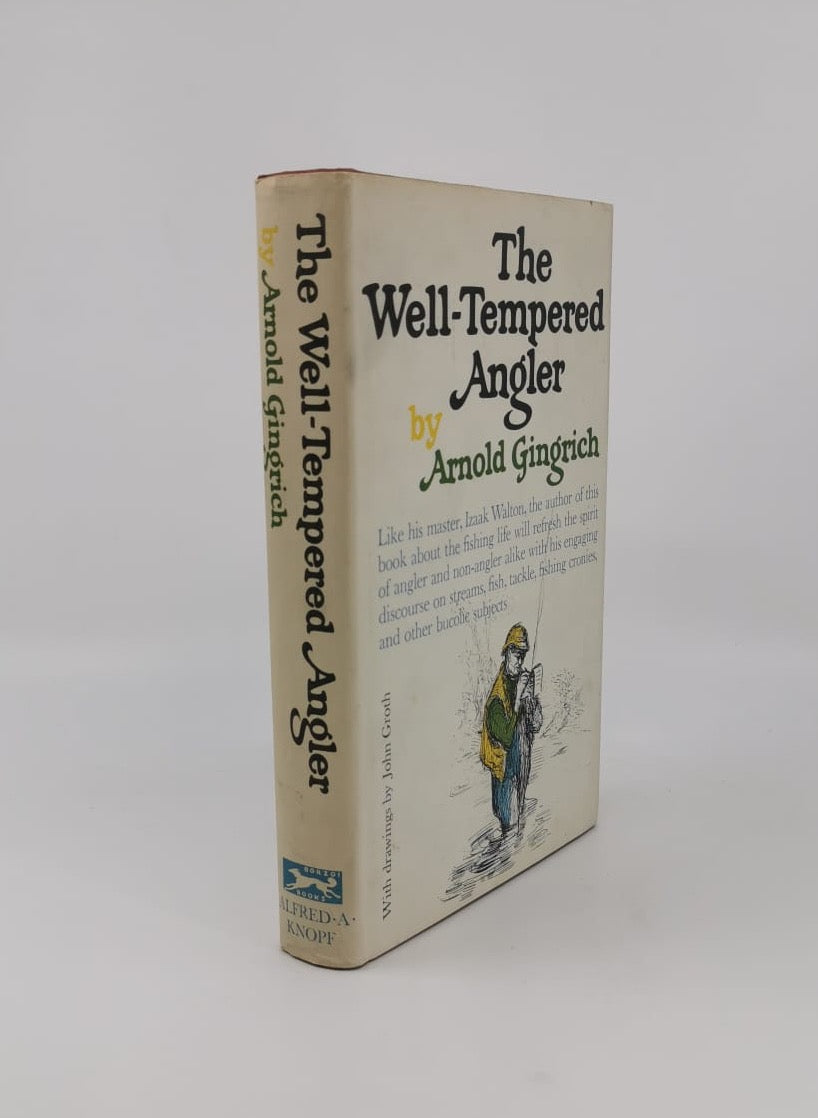 The Well-Tempered Angler
by Arnold Gingrich
BORZOI
BOOKS
ALFRED·A·
KNOPF
The
Well-Tempered
Angler
by
Arnold Gingrich
Like his master, Izaak Walton, the author of this
book about the fishing life will refresh the spirit
of angler and non-angler alike with his engaging
discourse on streams, fish, tackle, fishing cronies,
and other bucolic subjects
With drawings by John Groth